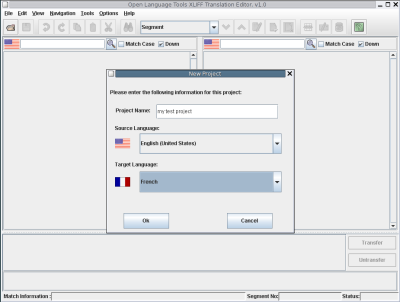 Open Language Tools XLIFF Translation Editor. v1.0
File Edit View Navigation Tools Options Help
Segment
Match Case Down Match Case Down
New Project
Please enter the following information for this project:
Project Name: my test project
Source Language:
English (United States)
Target Language:
French
Ok Cancel
Transfer
Untransfer
Match Information: Segment No: Status: